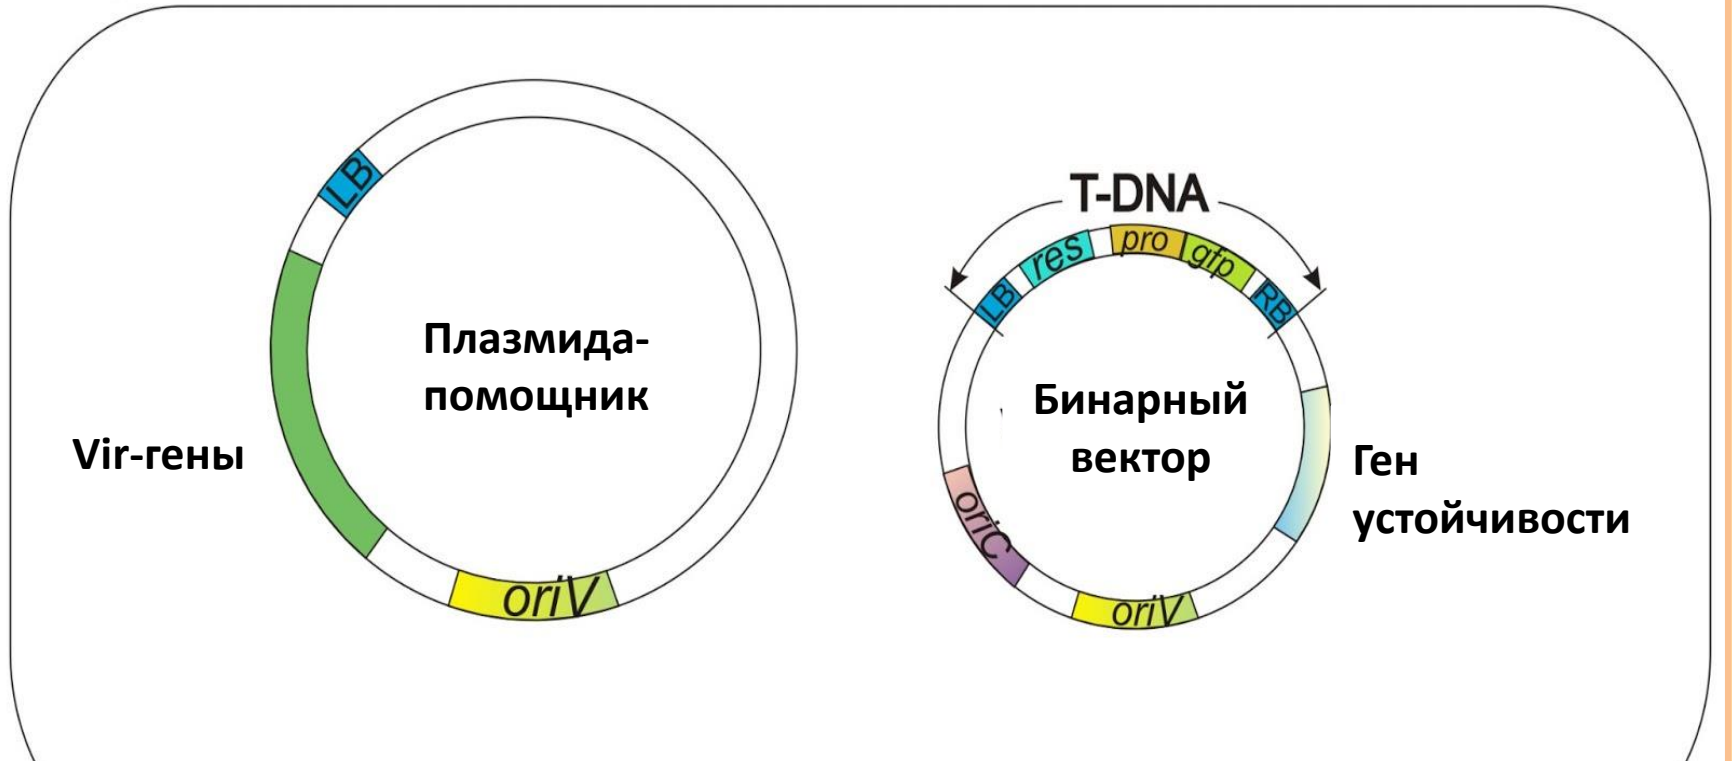 LB
Плазмида-
помощник
Vir-гены
oriV
T-DNA
LB
res
pro
gfp
RB
Бинарный
вектор
Ген
устойчивости
oriC
oriV